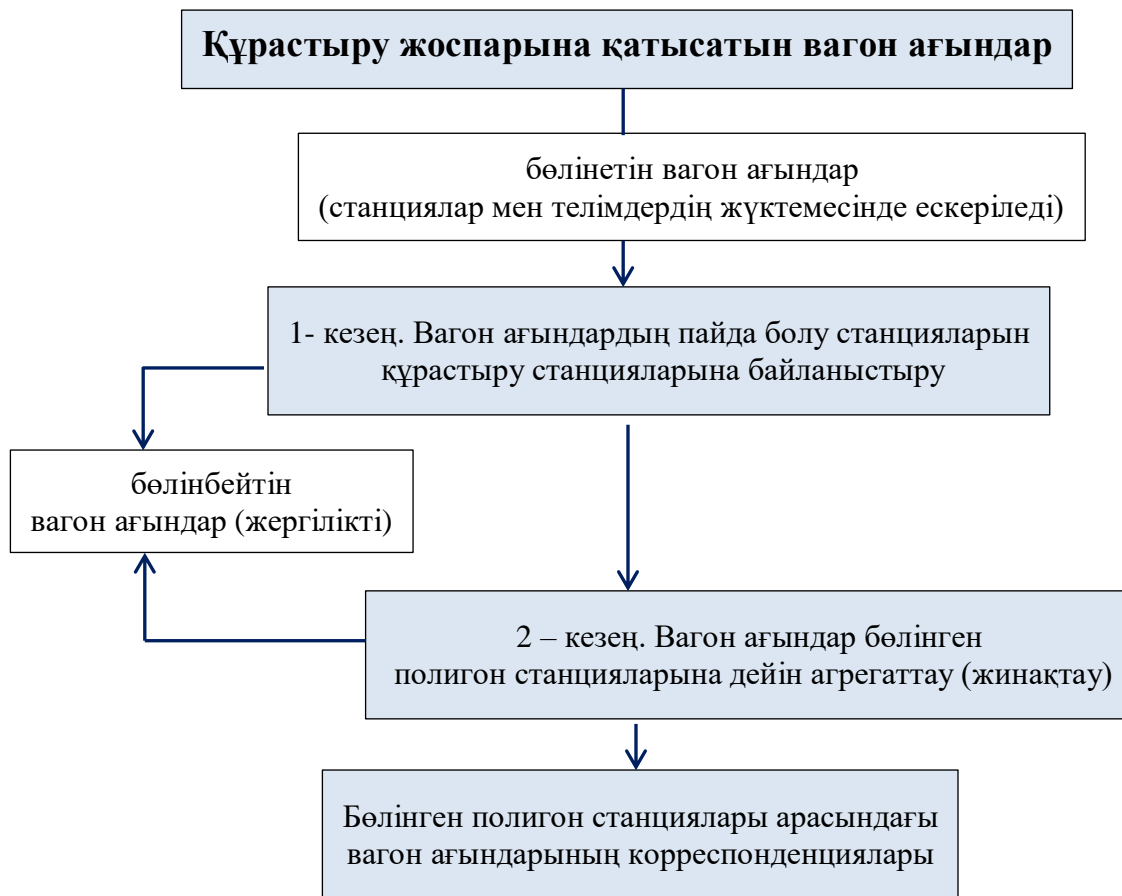 Құрастыру жоспарына қатысатын вагон ағындар
бөлінетін вагон ағындар
(станциялар мен телімдердің жүктемесінде ескеріледі)
1- кезең. Вагон ағындардың пайда болу станцияларын
құрастыру станцияларына байланыстыру
бөлінбейтін
вагон ағындар (жергілікті)
2 – кезең. Вагон ағындар бөлінген
полигон станцияларына дейін агрегаттау (жинақтау)
Бөлінген полигон станциялары арасындағы
вагон ағындарының корреспонденциялары